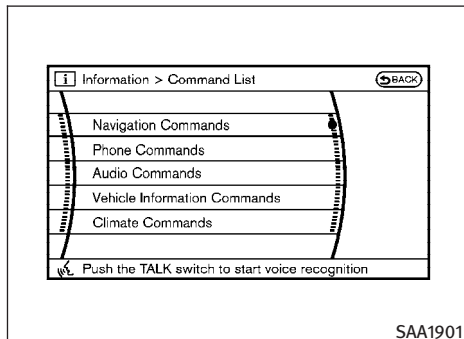 i Information > Command List BACK
Navigation Commands
Phone Commands
Audio Commands
Vehicle Information Commands
Climate Commands
Push the TALK switch to start voice recognition
SAA1901